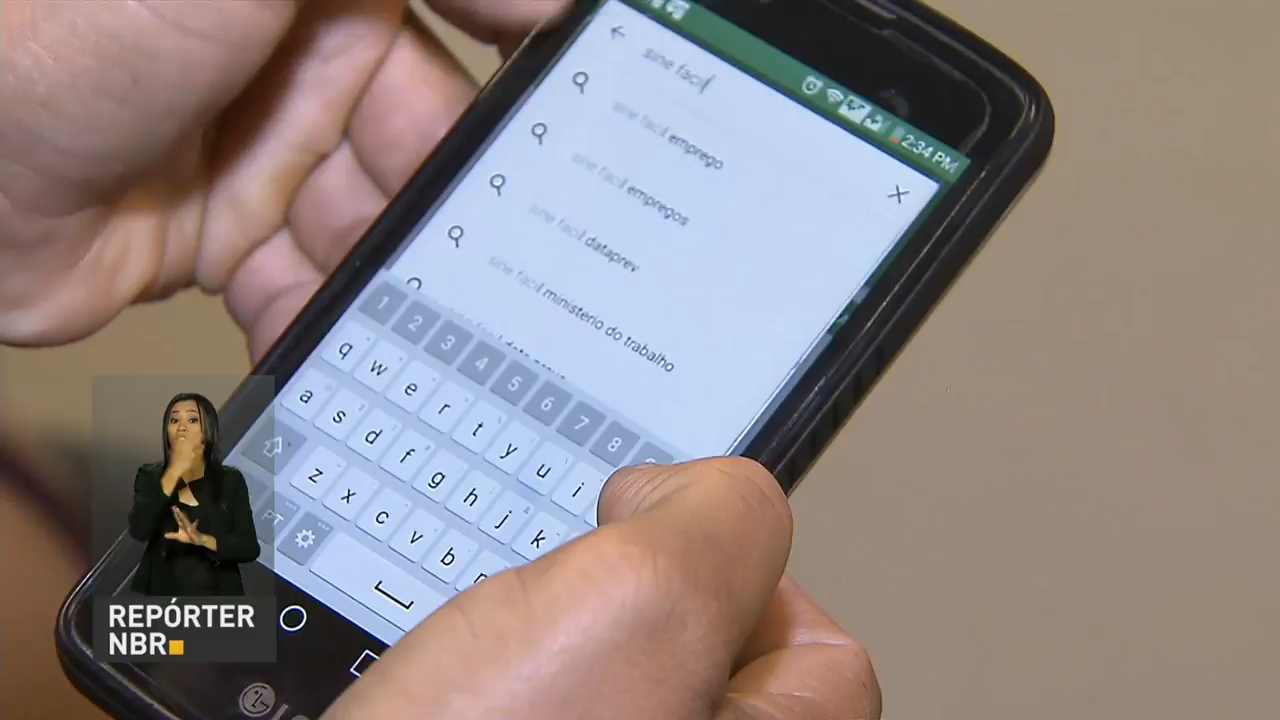 2:34 PM
sine facil
sine facil emprego
sine facil empregos
sine facil dataprev
sine facil ministerio do trabalho
1 2 3 4 5 6 7 8
q w e r t y u i
a s d f g h j k
z x c v b
PT
REPÓRTER
NBR